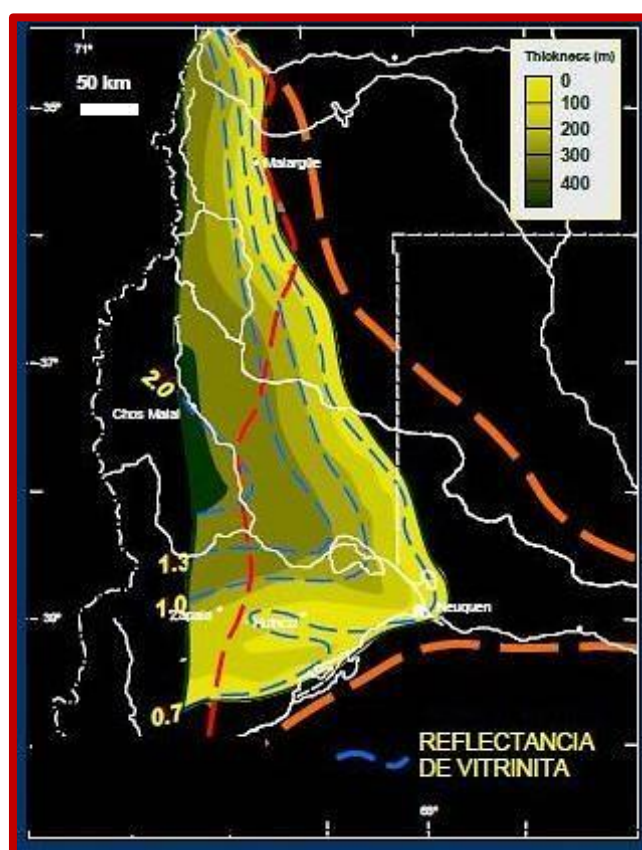 71°
50 km
Thickness (m)
0
100
200
300
400
35°
Malargüe
37°
2.0
Chos Malal
1.3
1.0
39°
Zapala
Neuquen
0.7
REFLECTANCIA
DE VITRINITA